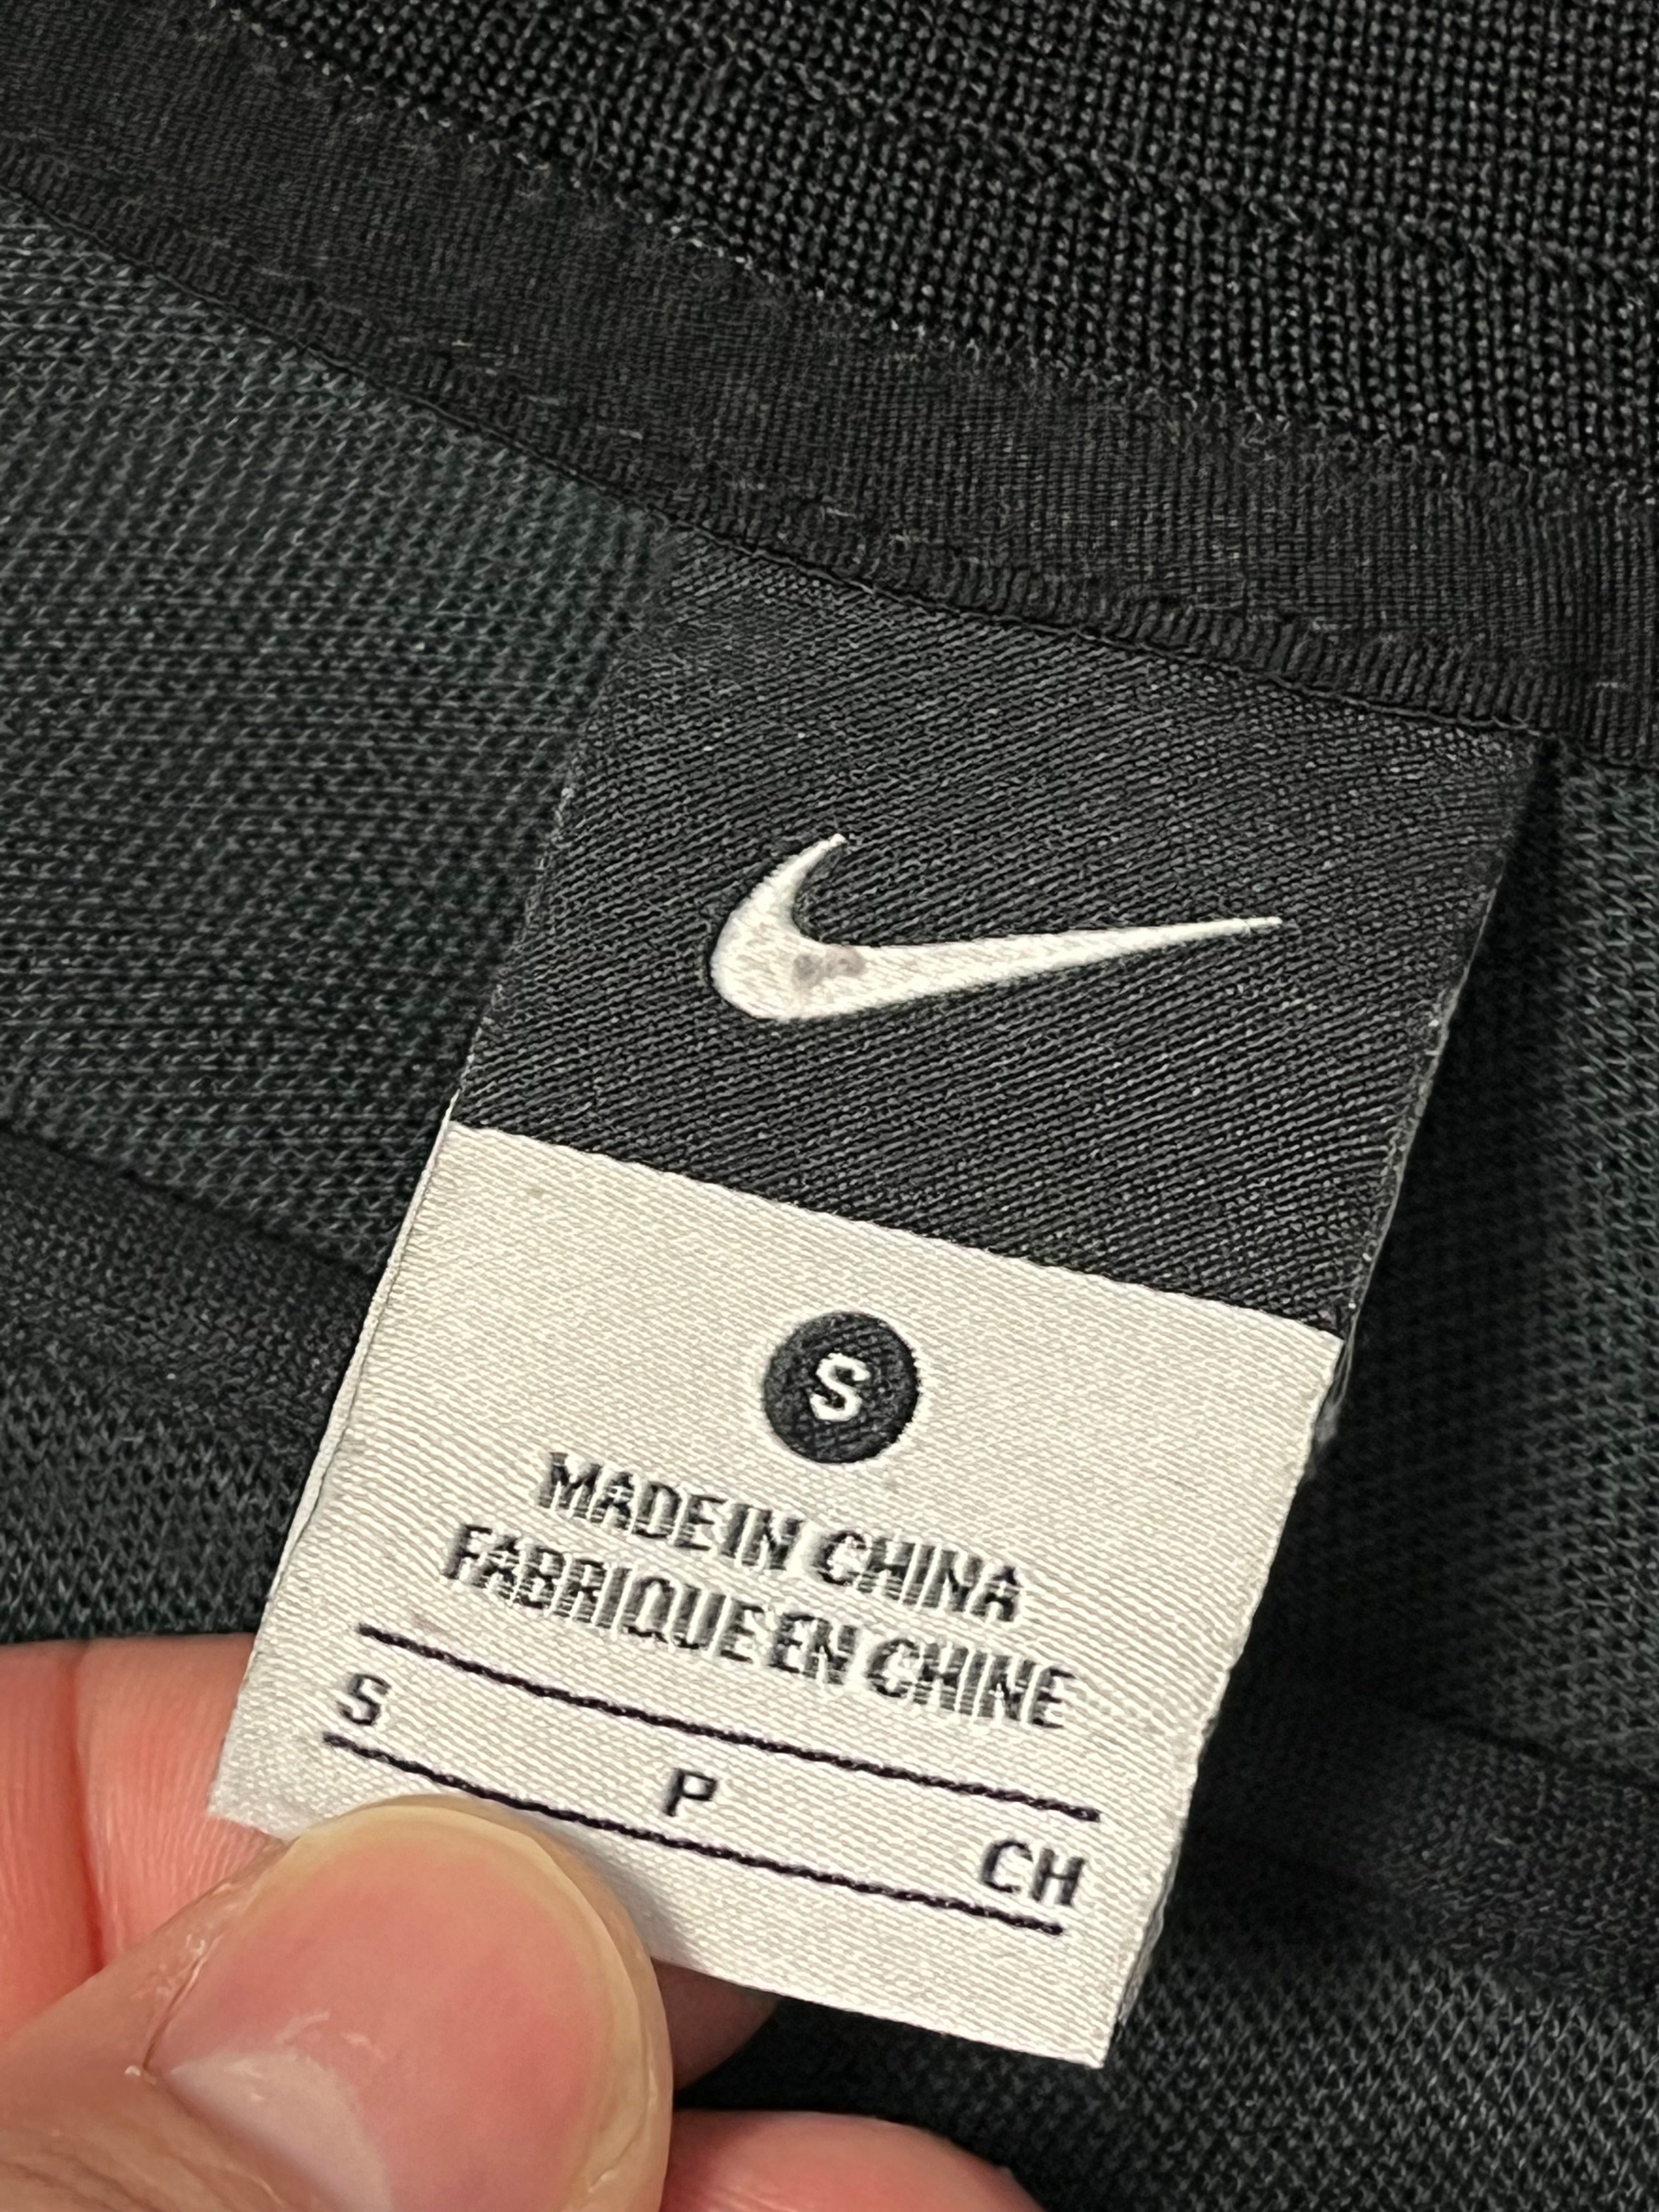 S
MADE IN CHINA
FABRIQUE EN CHINE
S P CH